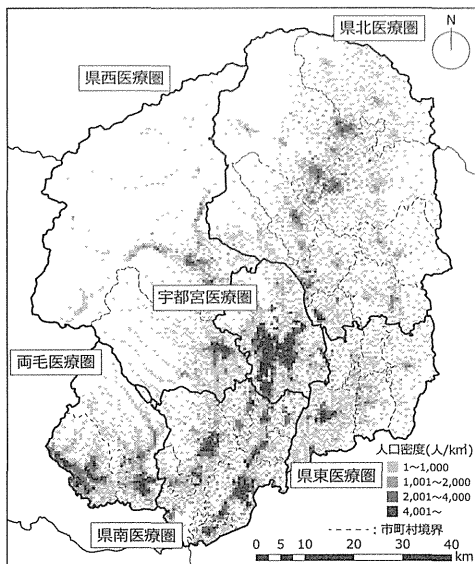 県北医療圏
N
県西医療圏
宇都宮医療圏
両毛医療圏
人口密度(人/k㎡)
1～1,000
1,001～2,000
2,001～4,000
4,001～
県東医療圏
県南医療圏
:市町村境界
0 5 10 20 30 40
km